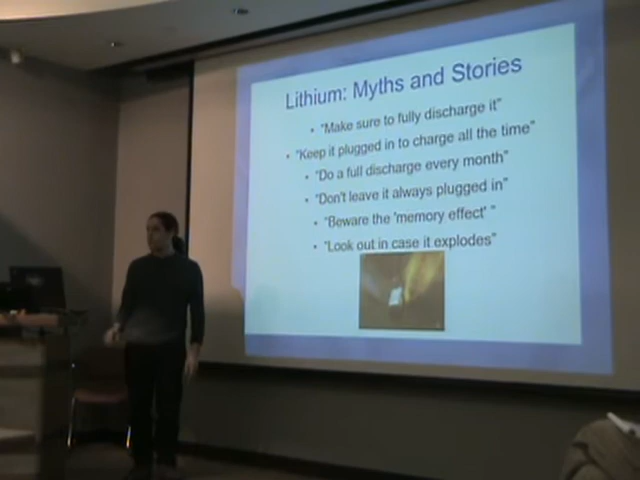 Lithium: Myths and Stories
• "Make sure to fully discharge it"
• "Keep it plugged in to charge all the time"
• "Do a full discharge every month"
• "Don't leave it always plugged in"
• "Beware the 'memory effect' "
• "Look out in case it explodes"